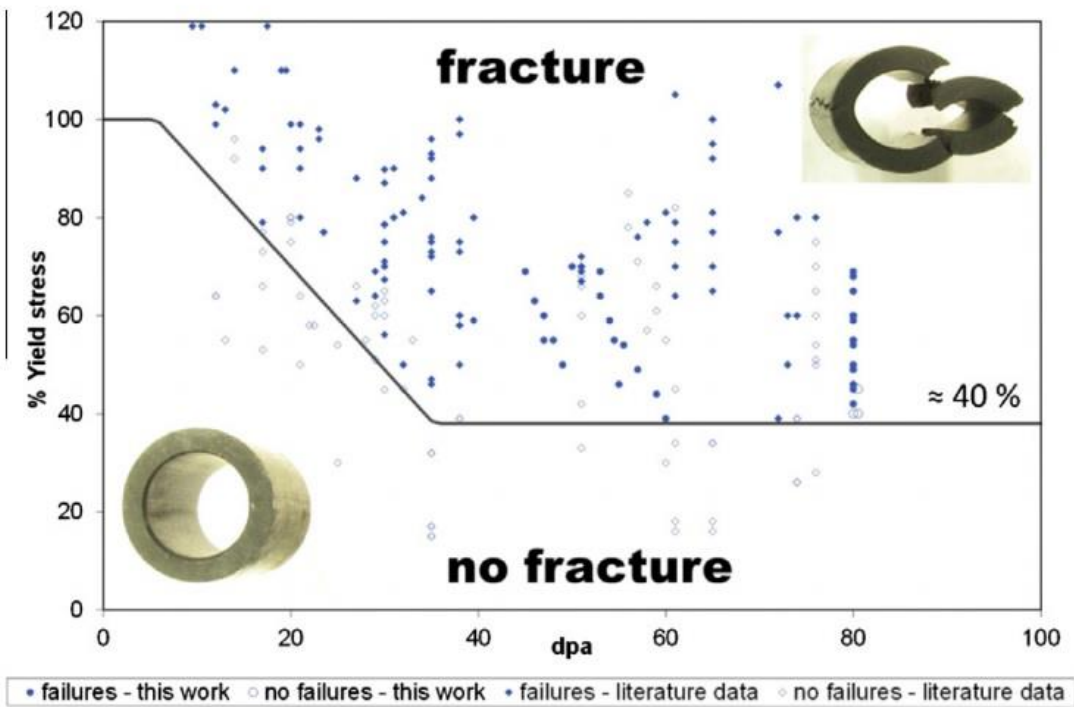 120
100
80
60
40
20
0
% Yield stress
fracture
≈ 40 %
no fracture
0 20 40 60 80 100
dpa
failures - this work no failures - this work failures - literature data no failures - literature data